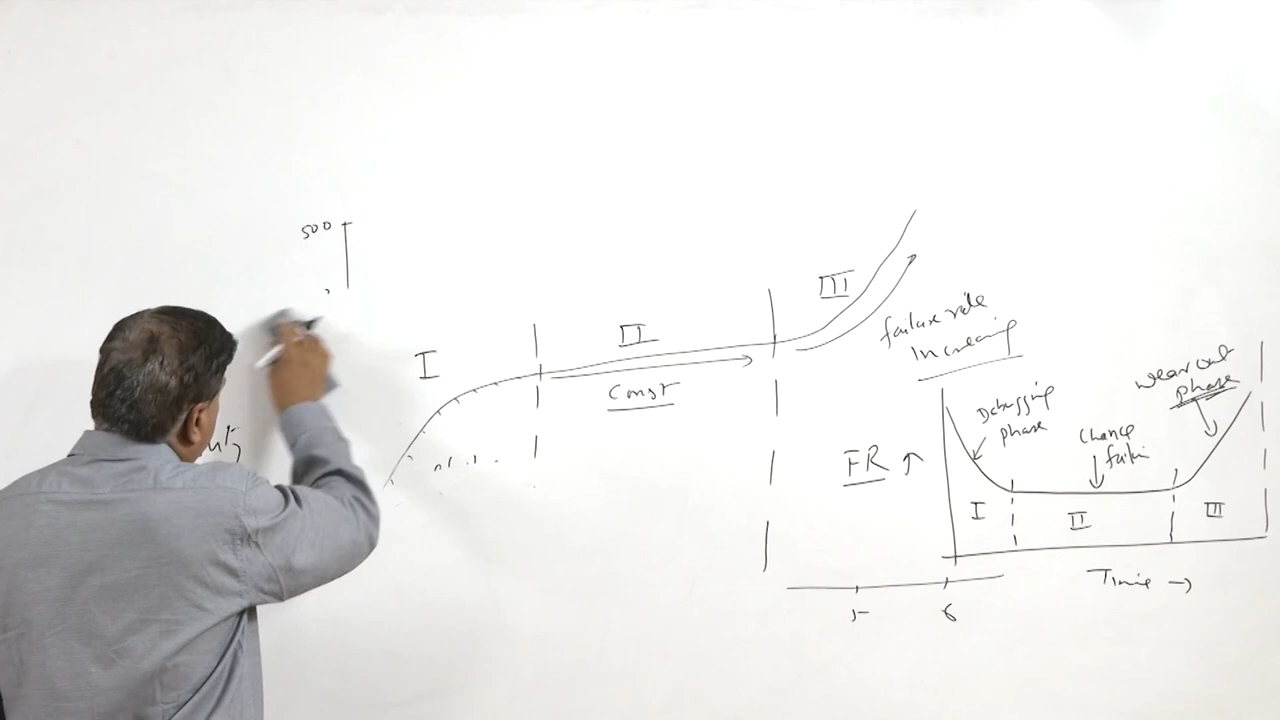 500
III
II
I
Const
failure rate
Increasing
Debugging
phase
Wear out
phase
Chance
FR ↑
I
II
III
Time →
5
6